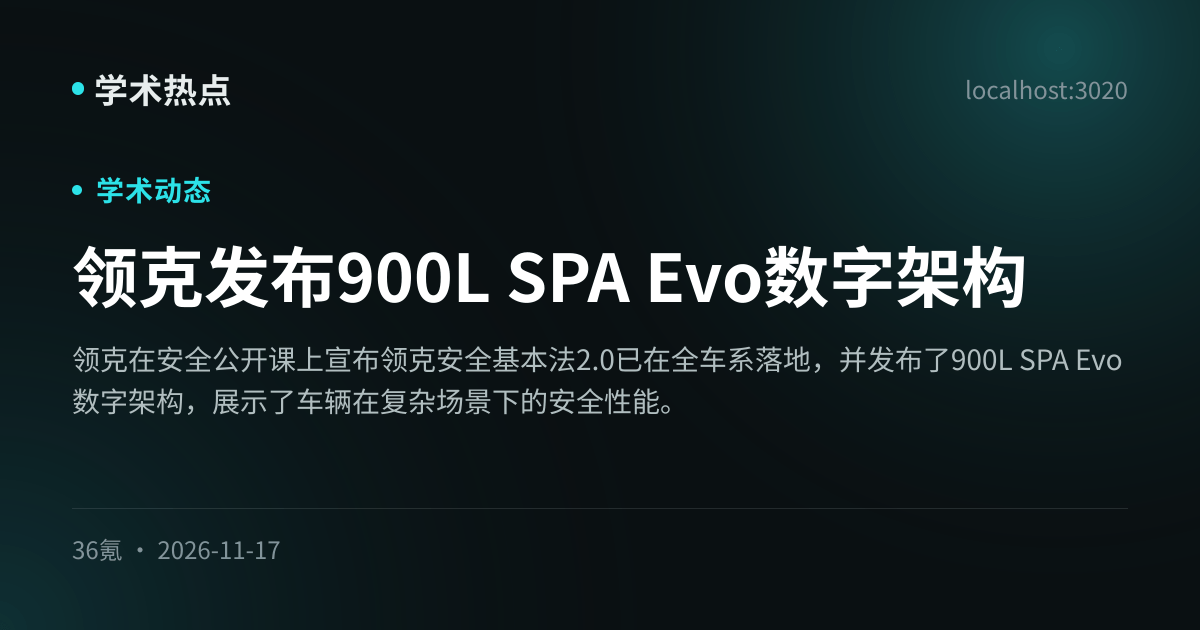 学术热点
localhost:3020
学术动态
领克发布900L SPA Evo数字架构
领克在安全公开课上宣布领克安全基本法2.0已在全车系落地，并发布了900L SPA Evo
数字架构，展示了车辆在复杂场景下的安全性能。
36氪 · 2026-11-17